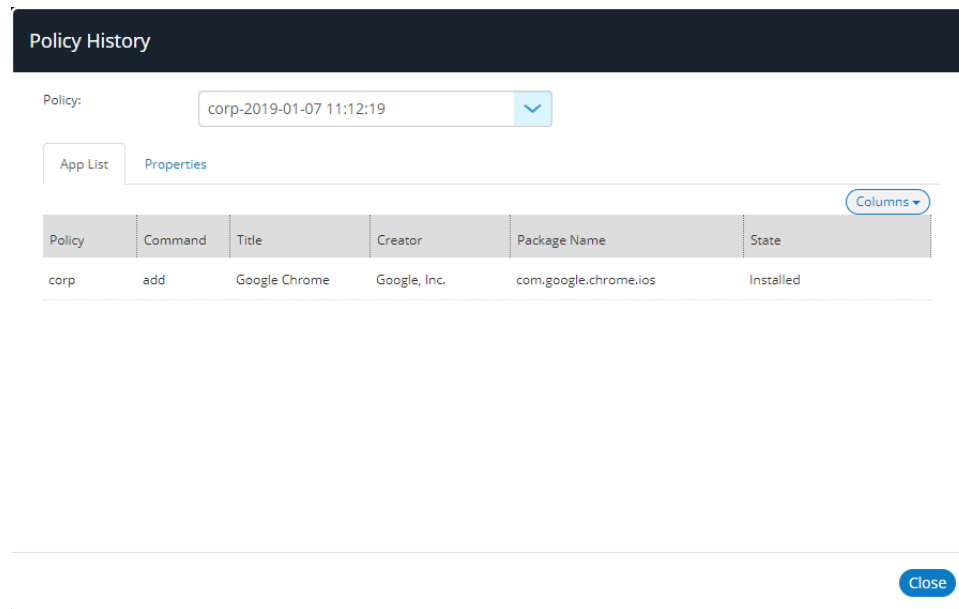 Policy History
Policy: corp-2019-01-07 11:12:19
App List Properties
Columns
Policy Command Title Creator Package Name State
corp add Google Chrome Google, Inc. com.google.chrome.ios Installed
Close